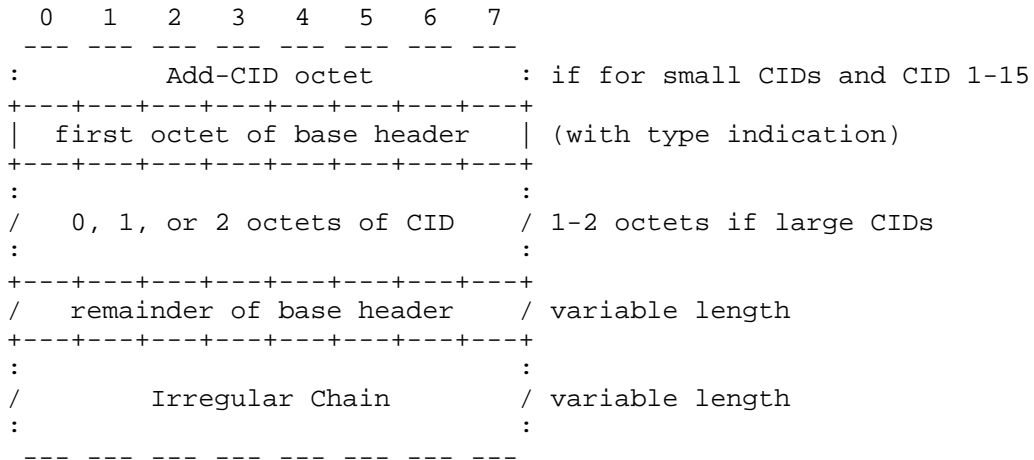 0   1   2   3   4   5   6   7
 --- --- --- --- --- --- --- ---
:         Add-CID octet         : if for small CIDs and CID 1-15
+---+---+---+---+---+---+---+---+
|  first octet of base header   | (with type indication)
+---+---+---+---+---+---+---+---+
:                               :
/   0, 1, or 2 octets of CID    / 1-2 octets if large CIDs
:                               :
+---+---+---+---+---+---+---+---+
/   remainder of base header    / variable length
+---+---+---+---+---+---+---+---+
:                               :
/        Irregular Chain        / variable length
:                               :
 --- --- --- --- --- --- --- ---